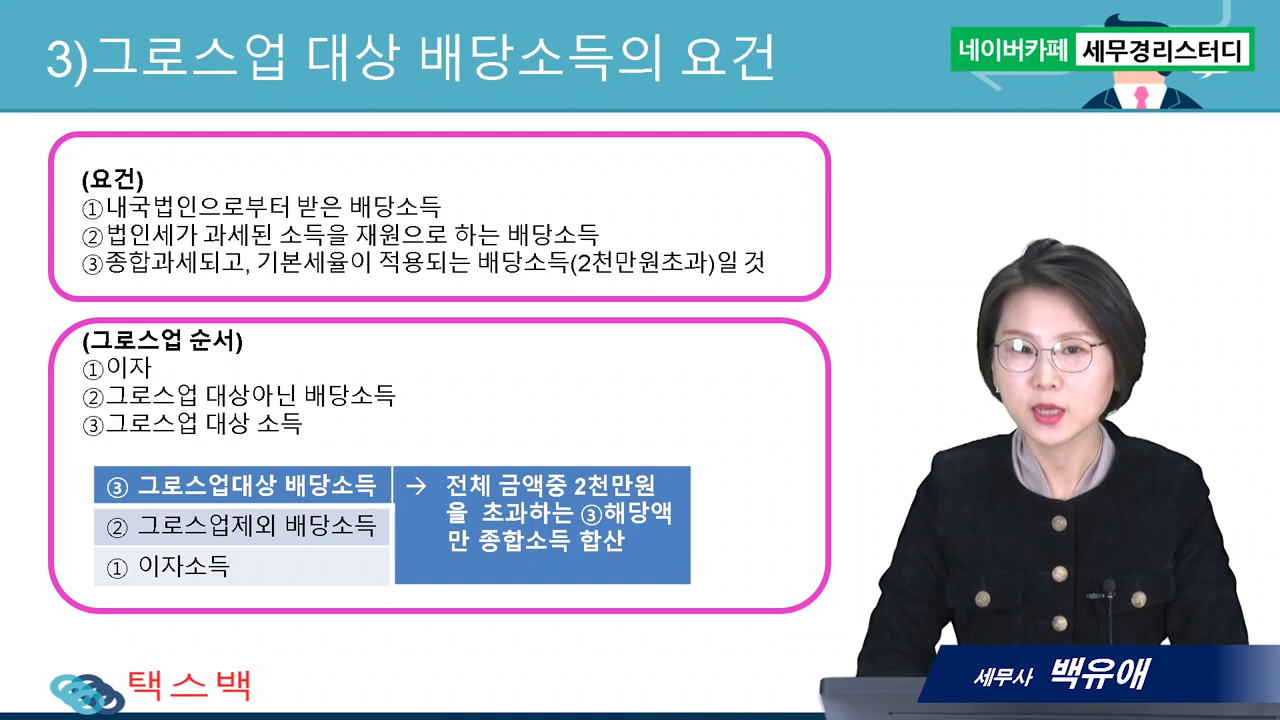 3)그로스업 대상 배당소득의 요건
네이버카페 세무경리스터디
(요건)
①내국법인으로부터 받은 배당소득
②법인세가 과세된 소득을 재원으로 하는 배당소득
③종합과세되고, 기본세율이 적용되는 배당소득(2천만원초과)일 것
(그로스업 순서)
①이자
②그로스업 대상아닌 배당소득
③그로스업 대상 소득
③ 그로스업대상 배당소득
② 그로스업제외 배당소득
① 이자소득
→ 전체 금액중 2천만원
을 초과하는 ③해당액
만 종합소득 합산
택스백
세무사 백유애